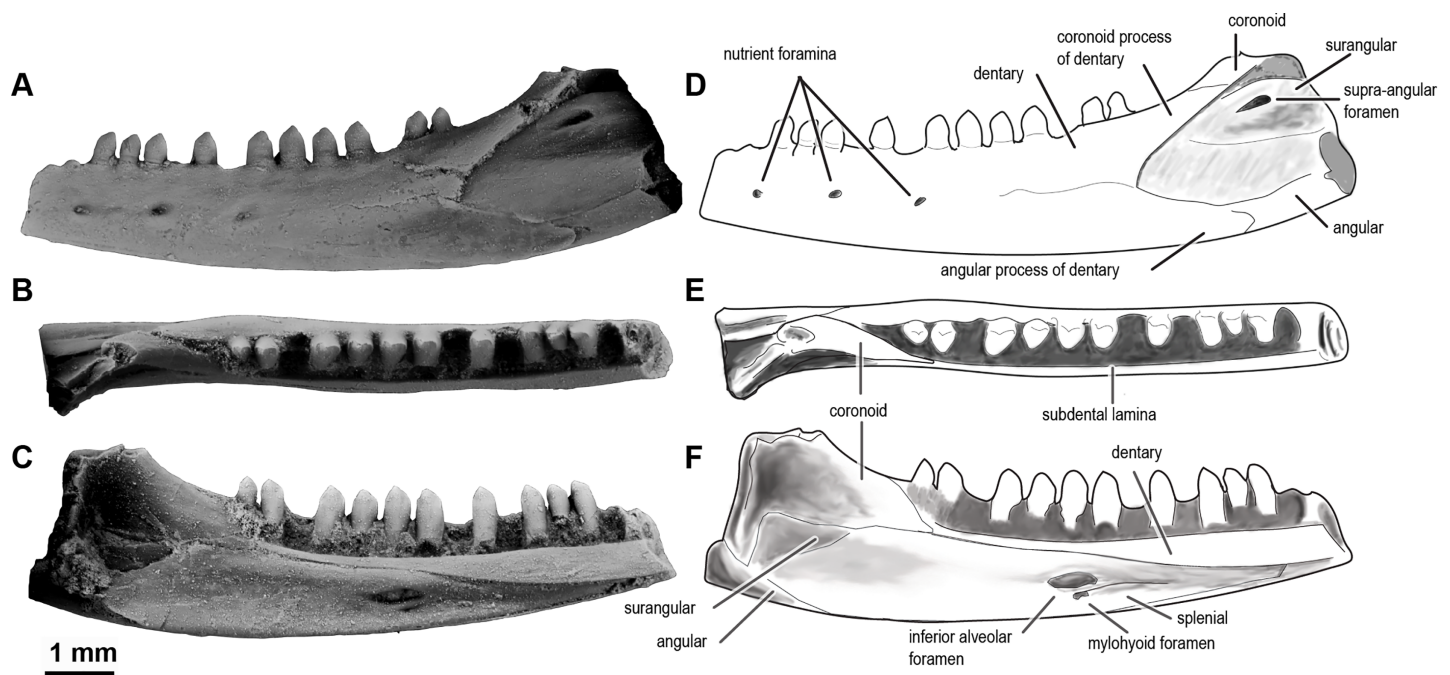 A
B
C
1 mm
D
nutrient foramina
dentary
coronoid process
of dentary
coronoid
surangular
supra-angular
foramen
angular
angular process of dentary
E
coronoid
subdental lamina
F
dentary
surangular
angular
inferior alveolar
foramen
mylohyoid foramen
splenial